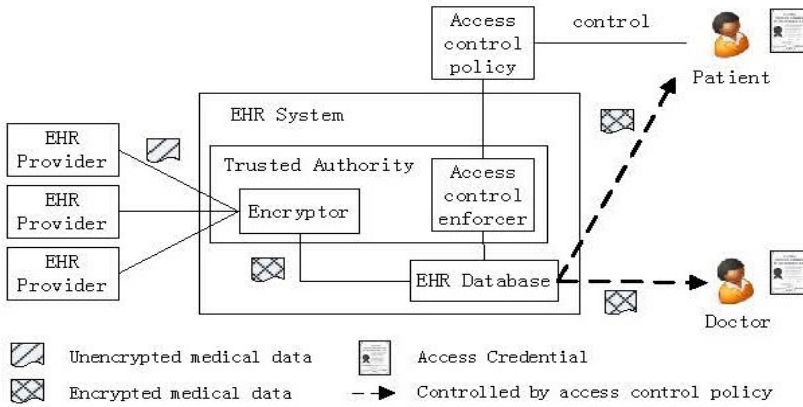 Access
control
policy
control
Patient
EHR System
EHR
Provider
EHR
Provider
EHR
Provider
Trusted Authority
Encryptor
Access
control
enforcer
EHR Database
Doctor
Unencrypted medical data
Access Credential
Encrypted medical data
Controlled by access control policy